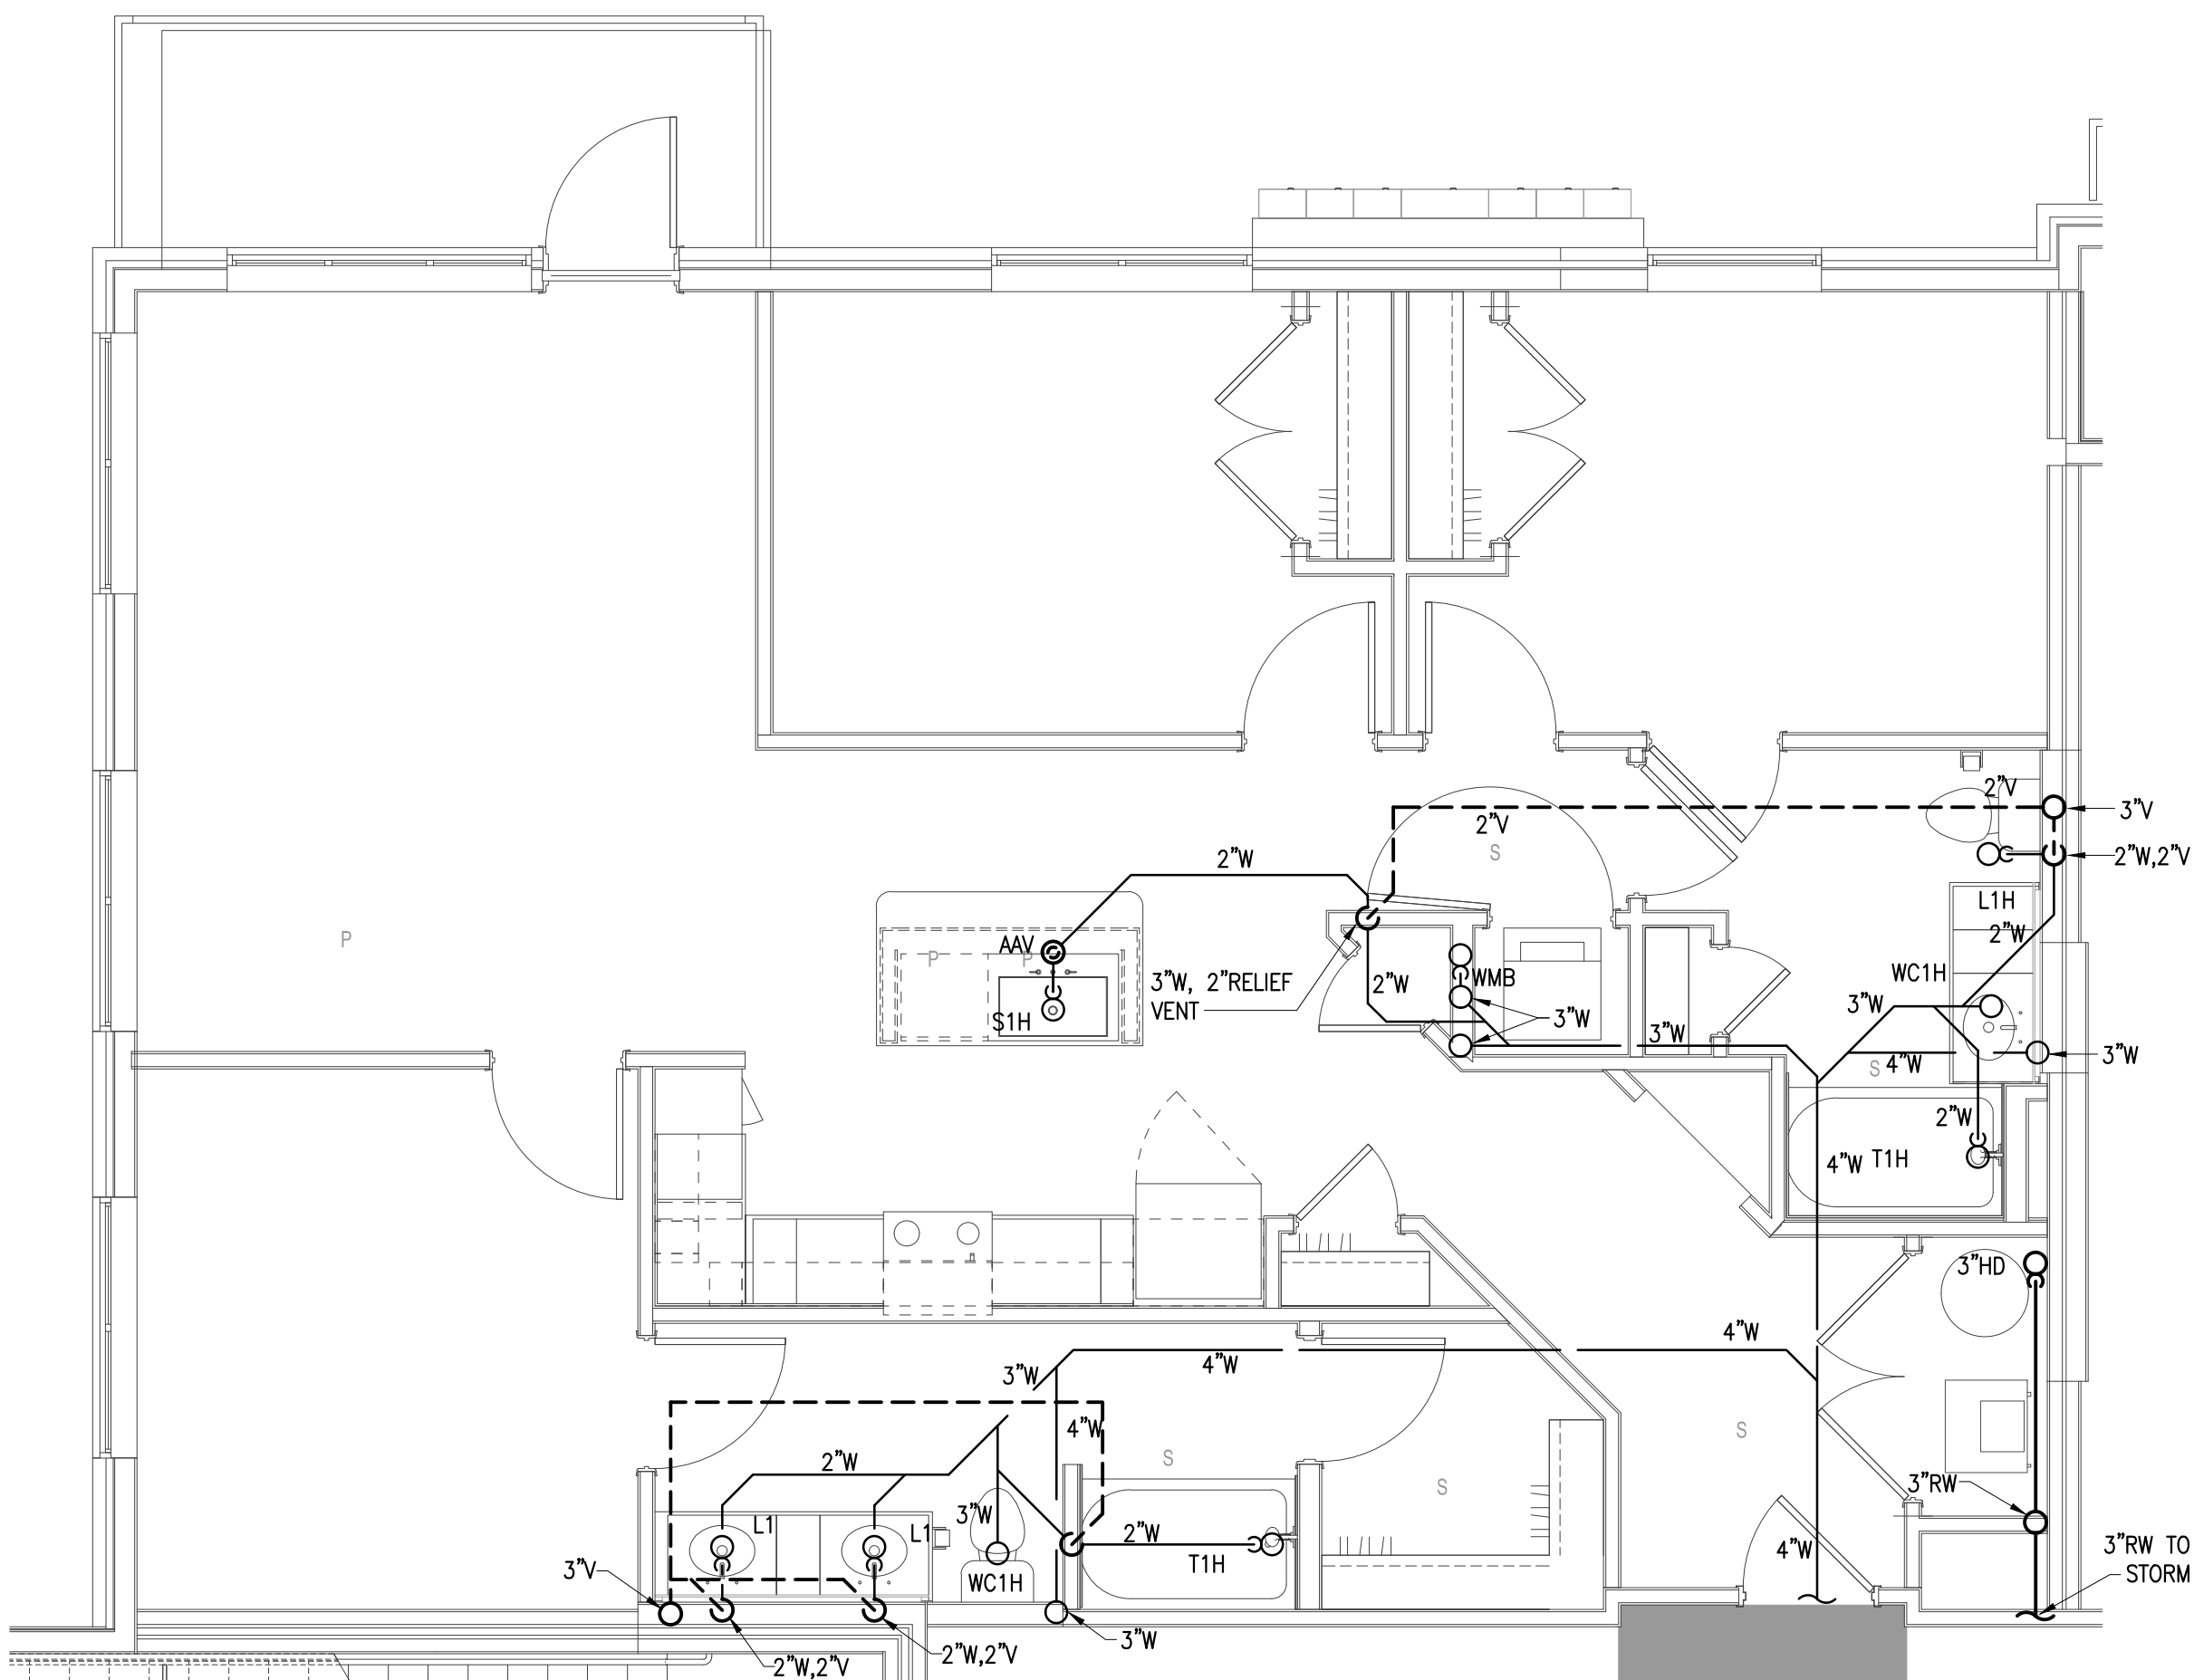 2"V
3"V
2"V
2"W
S
2"W,2"V
L1H
2"W
P
AAV
P
P
WC1H
3"W, 2"RELIEF
VENT
2"W
WMB
3"W
S1H
3"W
3"W
4"W
S
3"W
2"W
4"W
T1H
3"HD
4"W
4"W
3"W
4"W
S
S
2"W
S
3"RW
3"W
L1
L1
2"W
T1H
4"W
3"RW TO
STORM
3"V
WC1H
3"W
2"W,2"V
2"W,2"V